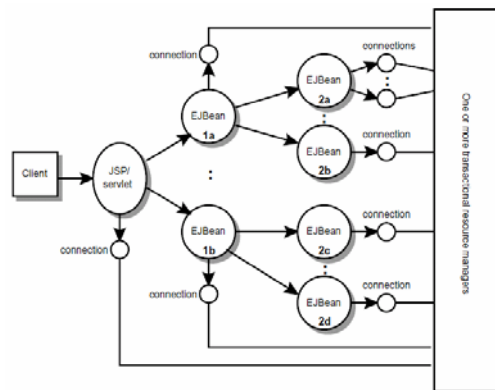 connection
connections
EJBean
2a
EJBean
1a
EJBean
2b
connection
Client
JSP/
servlet
connection
EJBean
1b
EJBean
2c
connection
connection
EJBean
2d
connection
One or more transactional resource managers